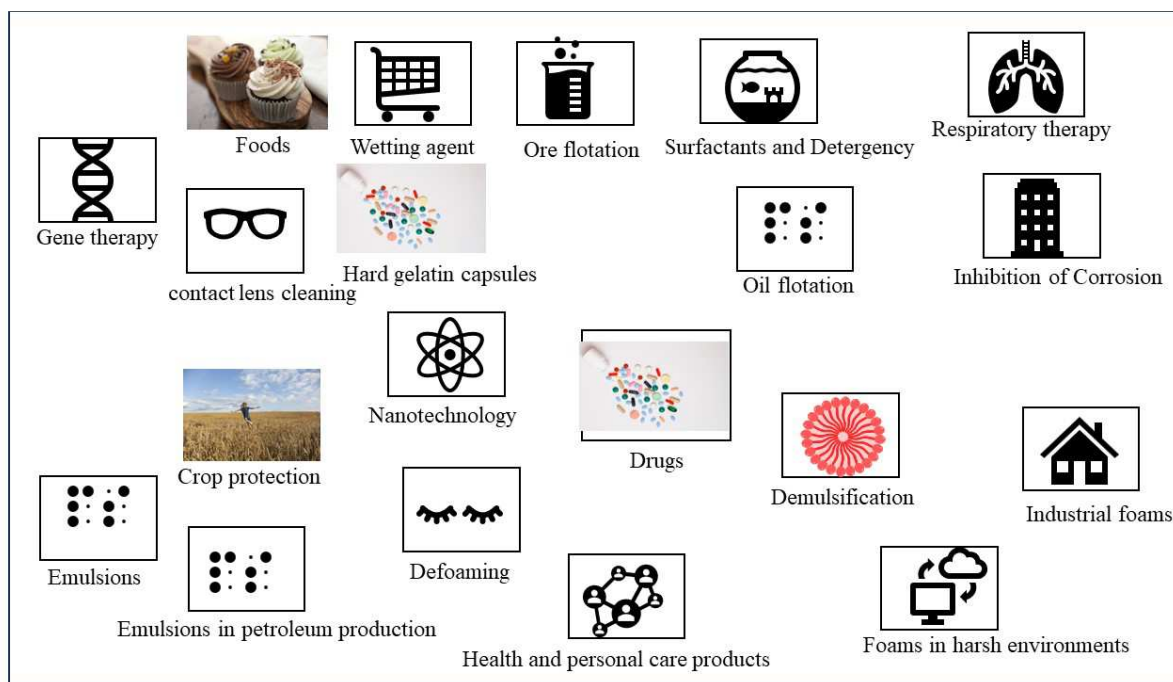 Foods
Wetting agent
Ore flotation
Surfactants and Detergency
Respiratory therapy
Gene therapy
contact lens cleaning
Hard gelatin capsules
Oil flotation
Inhibition of Corrosion
Nanotechnology
Crop protection
Drugs
Demulsification
Industrial foams
Emulsions
Defoaming
Emulsions in petroleum production
Health and personal care products
Foams in harsh environments